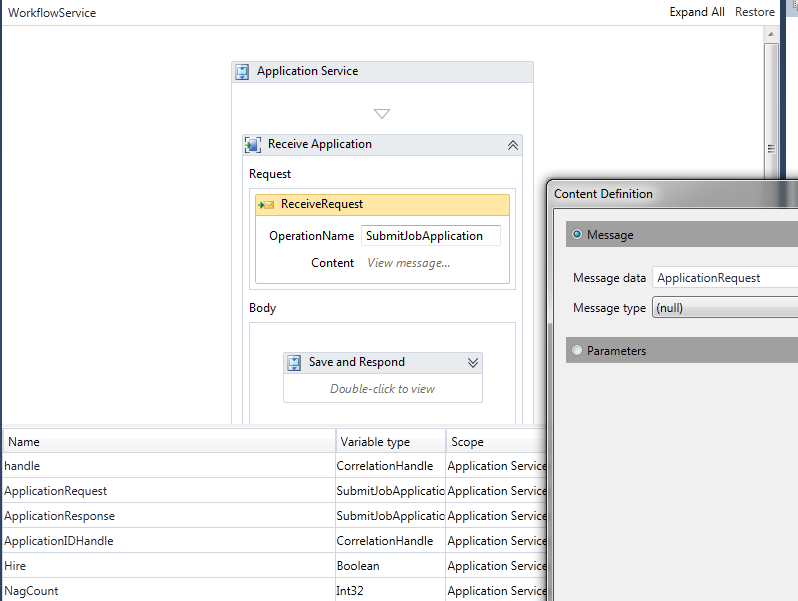 WorkflowService
Expand All Restore
Application Service
Receive Application
Request
ReceiveRequest
OperationName SubmitJobApplication
Content View message...
Body
Save and Respond
Double-click to view
Content Definition
Message
Message data ApplicationRequest
Message type (null)
Parameters
Name Variable type Scope
handle CorrelationHandle Application Service
ApplicationRequest SubmitJobApplicatio Application Service
ApplicationResponse SubmitJobApplicatio Application Service
ApplicationIDHandle CorrelationHandle Application Service
Hire Boolean Application Service
NagCount Int32 Application Service